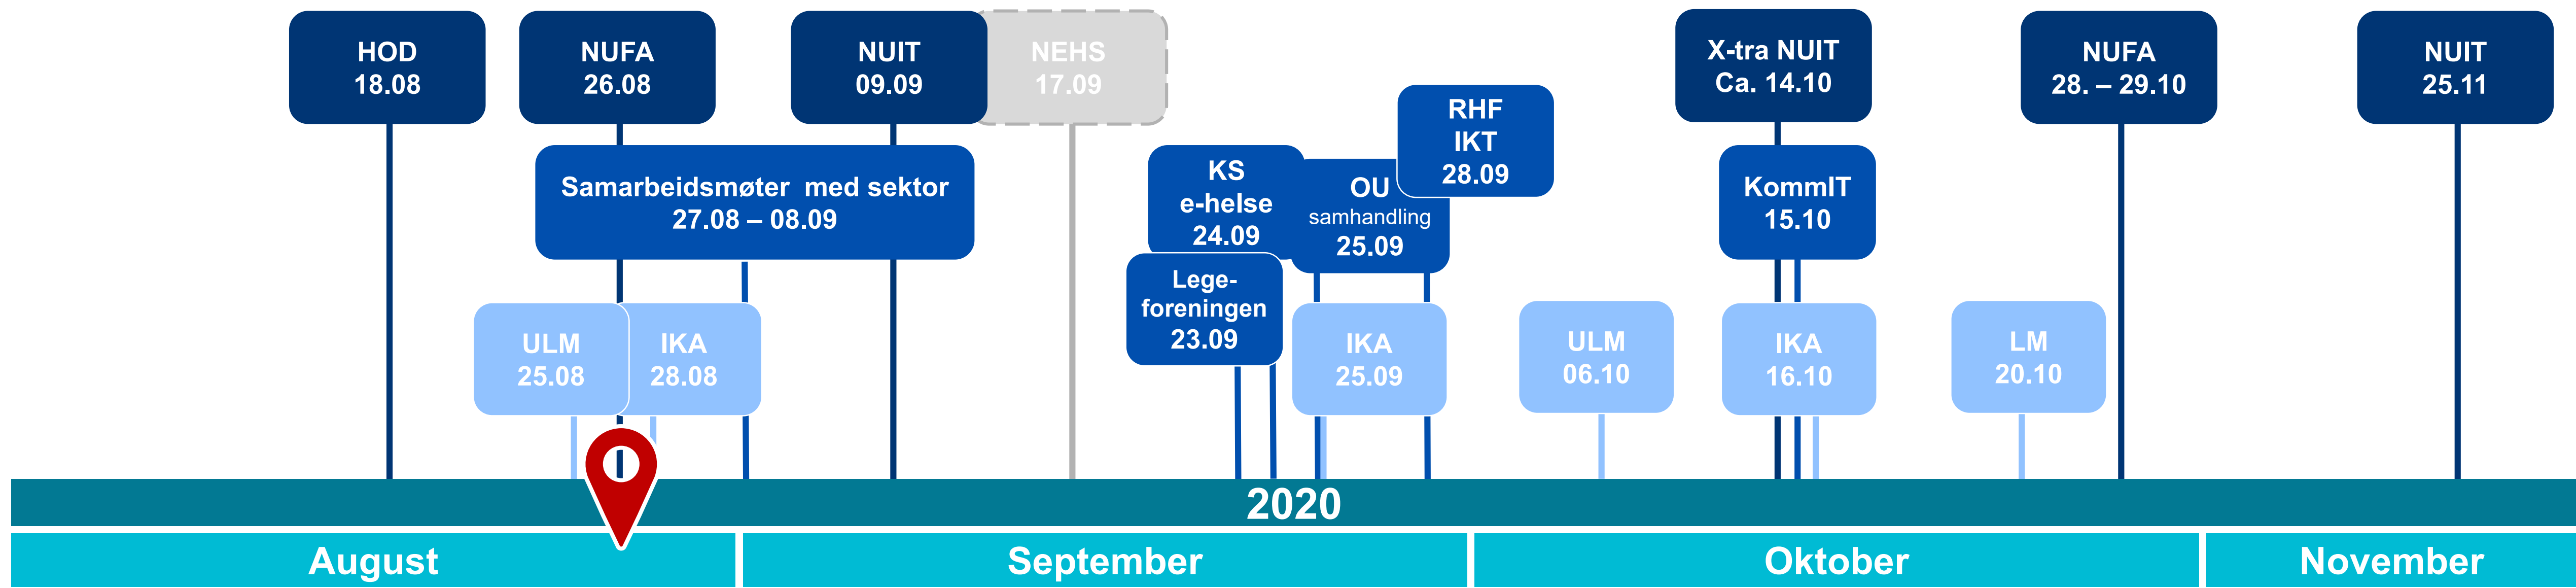 HOD
18.08
NUFA
26.08
NUIT
09.09
NEHS
17.09
X-tra NUIT
Ca. 14.10
NUFA
28. – 29.10
NUIT
25.11
Samarbeidsmøter med sektor
27.08 – 08.09
KS
e-helse
24.09
OU
samhandling
25.09
RHF
IKT
28.09
KommIT
15.10
Lege-
foreningen
23.09
ULM
25.08
IKA
28.08
IKA
25.09
ULM
06.10
IKA
16.10
LM
20.10
2020
August
September
Oktober
November